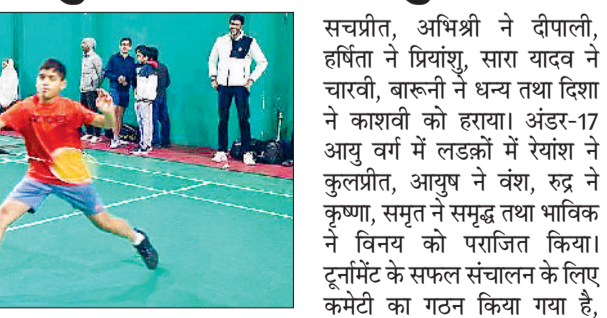 सचप्रीत, अभिश्री ने दीपाली,
हर्षिता ने प्रियांशु, सारा यादव ने
चारवी, बारूनी ने धन्य तथा दिशा
ने काशवी को हराया। अंडर-17
आयु वर्ग में लडक़ों में रेयांश ने
कुलप्रीत, आयुष ने वंश, रुद्र ने
कृष्णा, समृत ने समृद्ध तथा भाविक
ने विनय को पराजित किया।
टूर्नामेंट के सफल संचालन के लिए
कमेटी का गठन किया गया है,